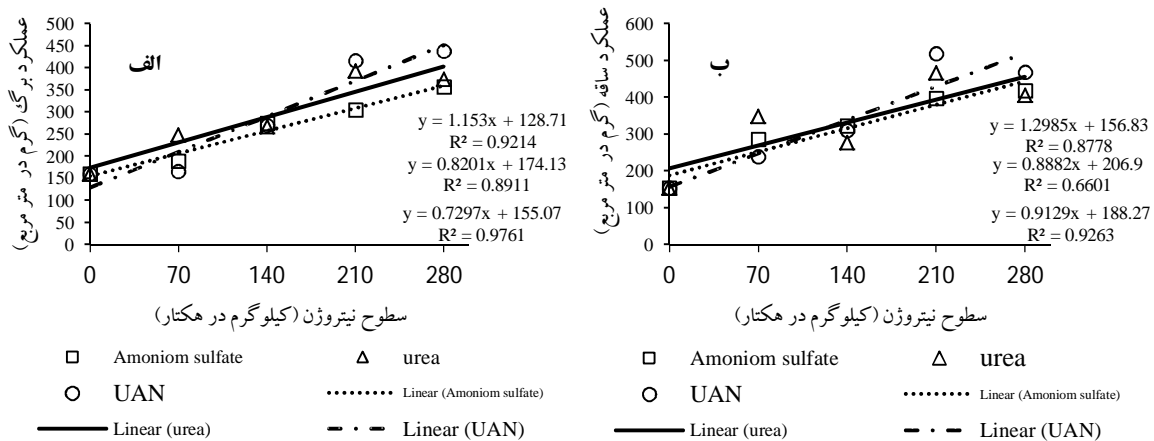 عملکرد برگ (گرم در متر مربع)
500
450
400
350
300
250
200
150
100
50
0
الف
y = 1.153x + 128.71
R² = 0.9214
y = 0.8201x + 174.13
R² = 0.8911
y = 0.7297x + 155.07
R² = 0.9761
0 70 140 210 280
سطوح نیتروژن (کیلوگرم در هکتار)
Amoniom sulfate urea
UAN Linear (Amoniom sulfate)
Linear (urea) Linear (UAN)
عملکرد ساقه (گرم در متر مربع)
600
500
400
300
200
100
0
ب
y = 1.2985x + 156.83
R² = 0.8778
y = 0.8882x + 206.9
R² = 0.6601
y = 0.9129x + 188.27
R² = 0.9263
0 70 140 210 280
سطوح نیتروژن (کیلوگرم در هکتار)
Amoniom sulfate urea
UAN Linear (Amoniom sulfate)
Linear (urea) Linear (UAN)